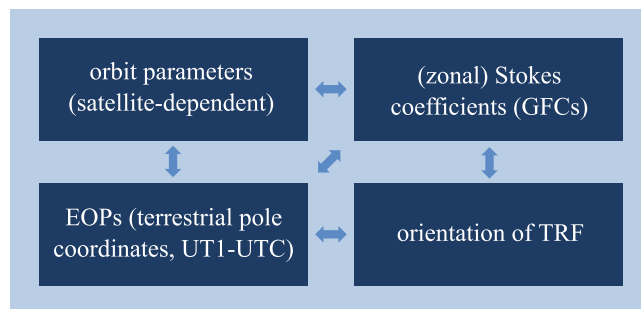 orbit parameters
(satellite-dependent)
(zonal) Stokes
coefficients (GFCs)
EOPs (terrestrial pole
coordinates, UT1-UTC)
orientation of TRF